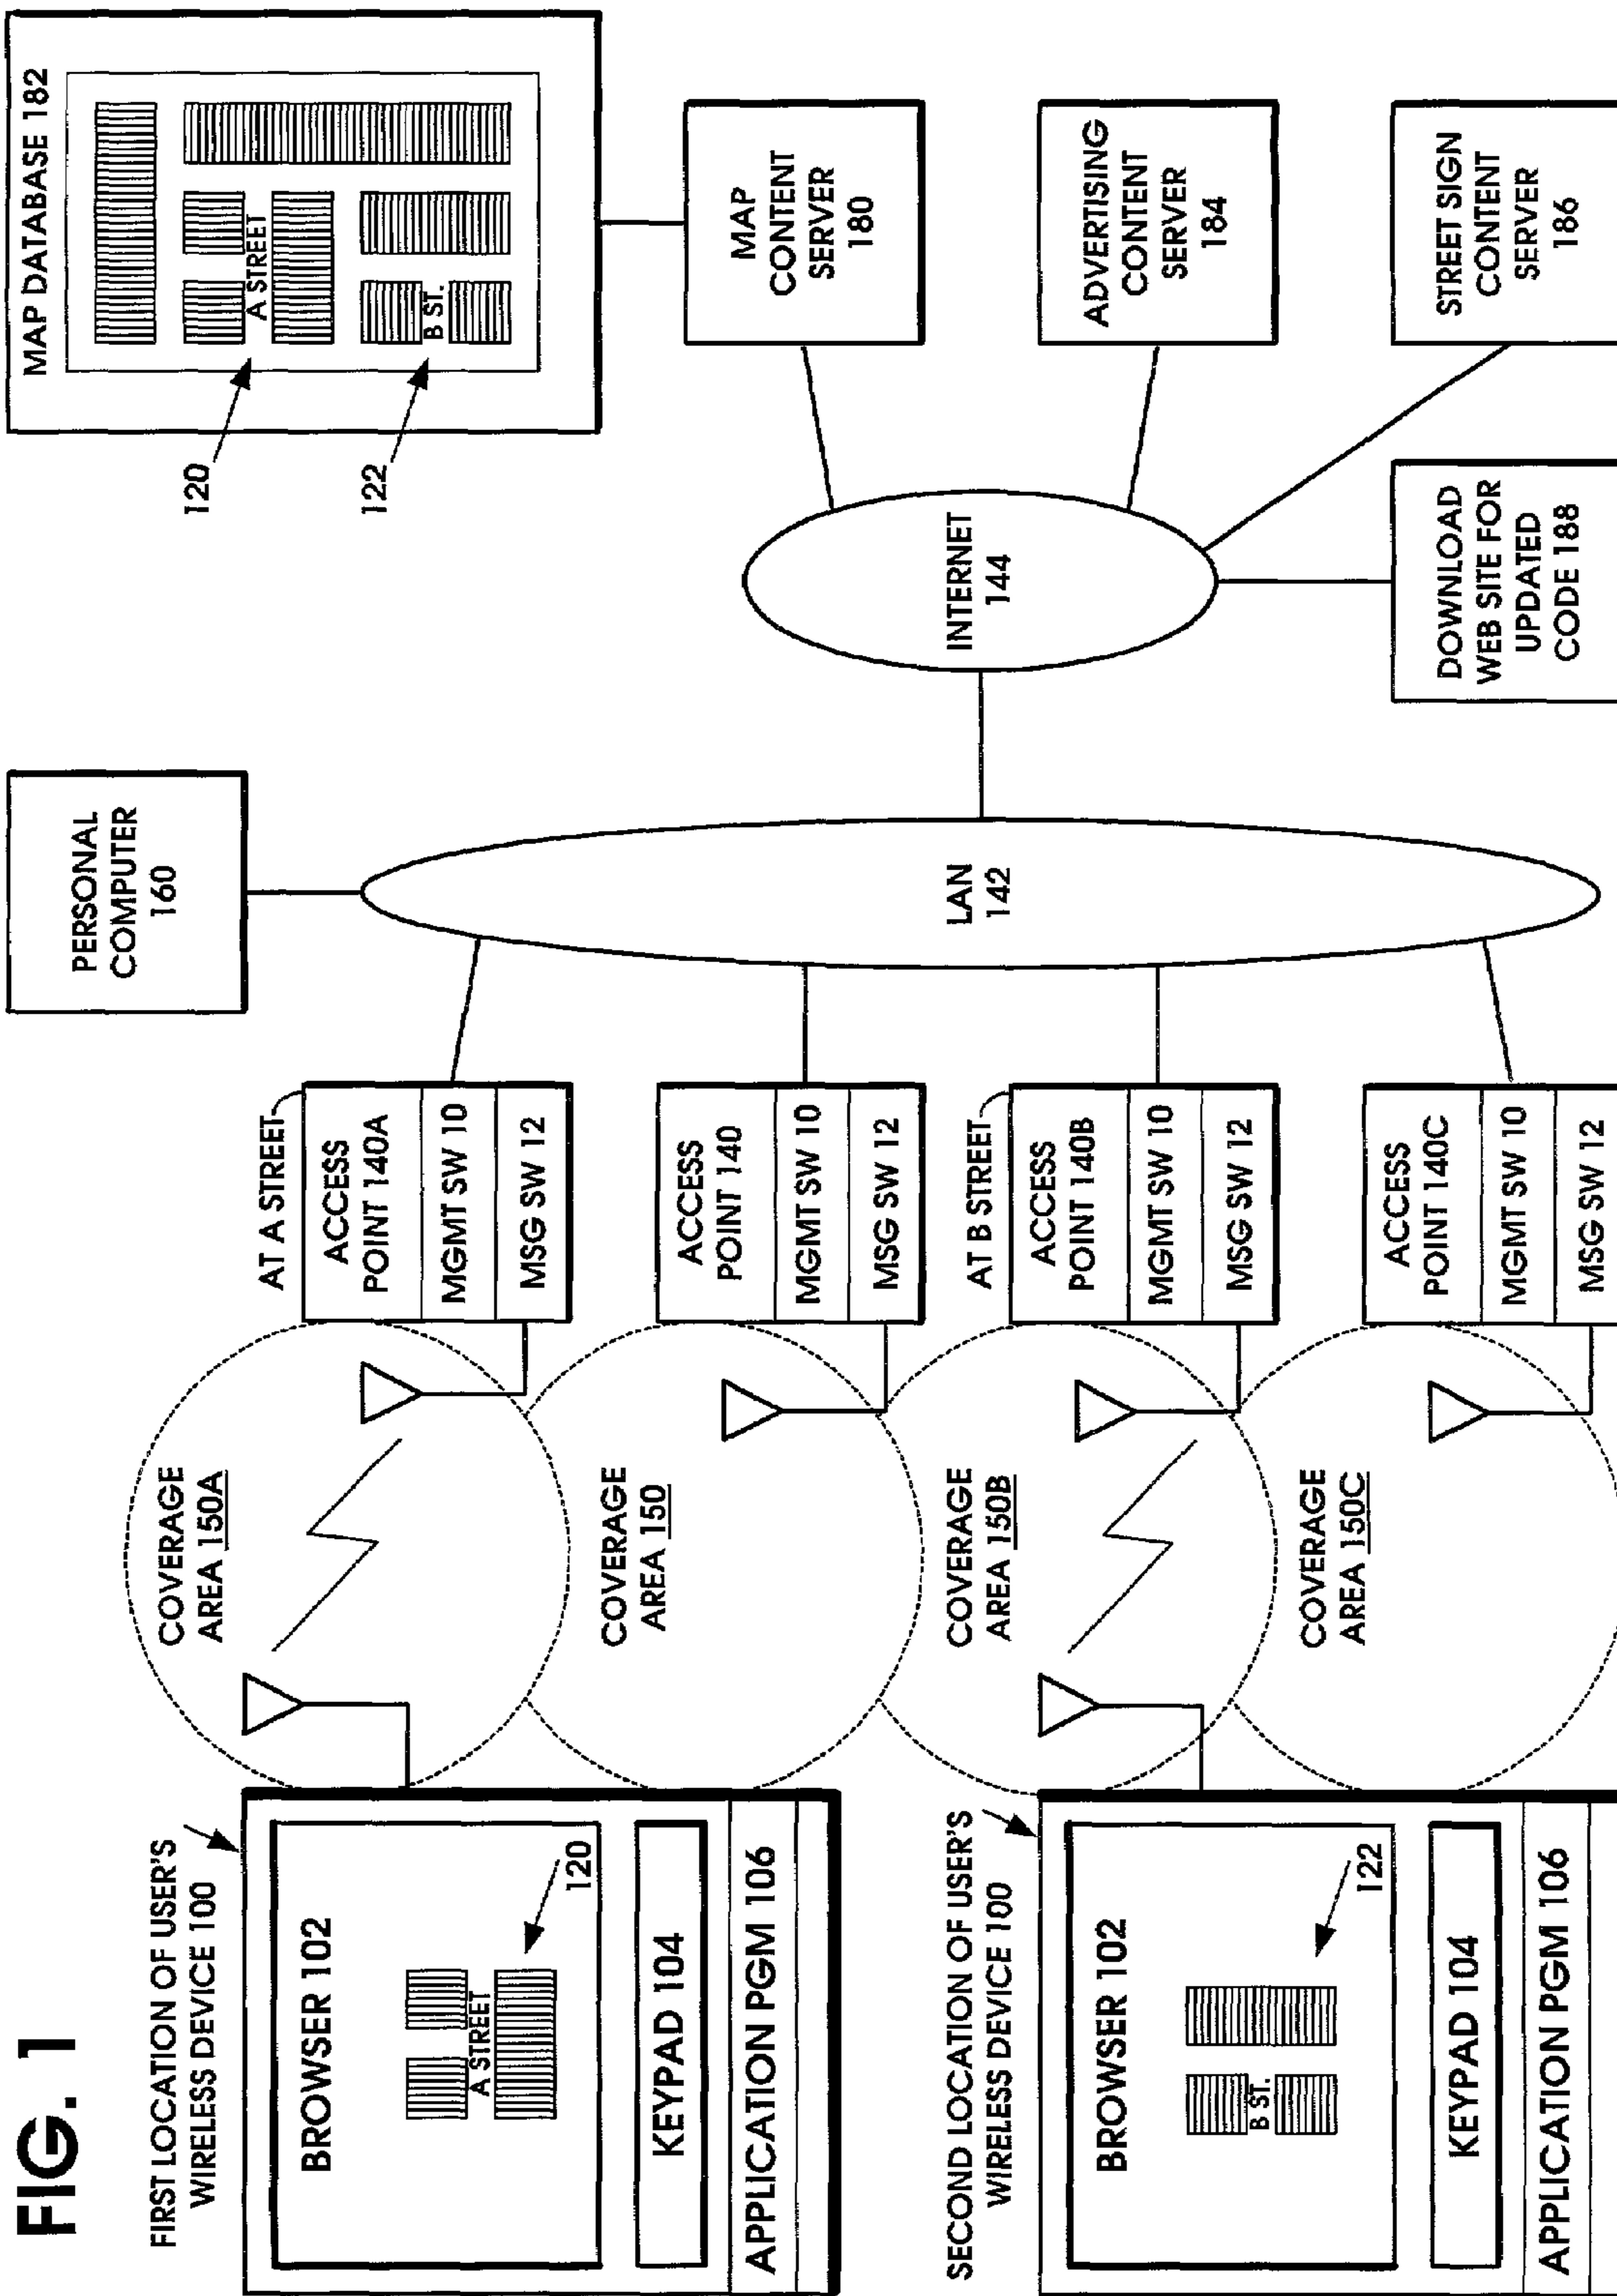 FIG. 1
FIRST LOCATION OF USER'S
WIRELESS DEVICE 100
BROWSER 102
A STREET
120
KEYPAD 104
APPLICATION PGM 106
SECOND LOCATION OF USER'S
WIRELESS DEVICE 100
BROWSER 102
B ST.
122
KEYPAD 104
APPLICATION PGM 106
COVERAGE
AREA 150A
COVERAGE
AREA 150
COVERAGE
AREA 150B
COVERAGE
AREA 150C
AT A STREET
ACCESS
POINT 140A
MGMT SW 10
MSG SW 12
ACCESS
POINT 140
MGMT SW 10
MSG SW 12
AT B STREET
ACCESS
POINT 140B
MGMT SW 10
MSG SW 12
ACCESS
POINT 140C
MGMT SW 10
MSG SW 12
PERSONAL
COMPUTER
160
LAN
142
INTERNET
144
DOWNLOAD
WEB SITE FOR
UPDATED
CODE 188
120
122
MAP DATABASE 182
A STREET
B ST.
MAP
CONTENT
SERVER
180
ADVERTISING
CONTENT
SERVER
184
STREET SIGN
CONTENT
SERVER
186